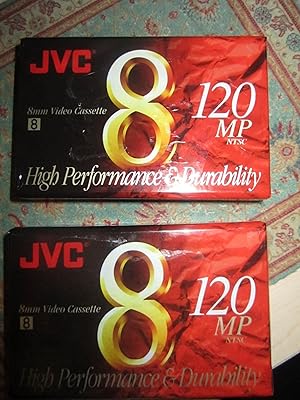 JVC
8
120
8mm Video Cassette
MP
8
NTSC
High Performance & Durability
JVC
8
120
8mm Video Cassette
MP
8
NTSC
High Performance & Durability